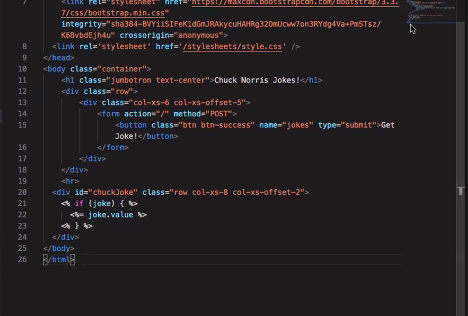 7 <link rel="stylesheet" href="https://maxcdn.bootstrapcdn.com/bootstrap/3.3.
7/css/bootstrap.min.css"
integrity="sha384-BVYiiSIFeK1dGmJRAkycuHAHRg32OmUcww7on3RYdg4Va+PmSTsz/
K68vbdEjh4u" crossorigin="anonymous">
8 <link rel='stylesheet' href='/stylesheets/style.css' />
9 </head>
10 <body class="container">
11 <h1 class="jumbotron text-center">Chuck Norris Jokes!</h1>
12 <div class="row">
13 <div class="col-xs-6 col-xs-offset-5">
14 <form action="/" method="POST">
15 <button class="btn btn-success" name="jokes" type="submit">Get
Joke!</button>
16 </form>
17 </div>
18 </div>
19 <hr>
20 <div id="chuckJoke" class="row col-xs-8 col-xs-offset-2">
21 <% if (joke) { %>
22 <%= joke.value %>
23 <% } %>
24 </div>
25 </body>
26 </html>